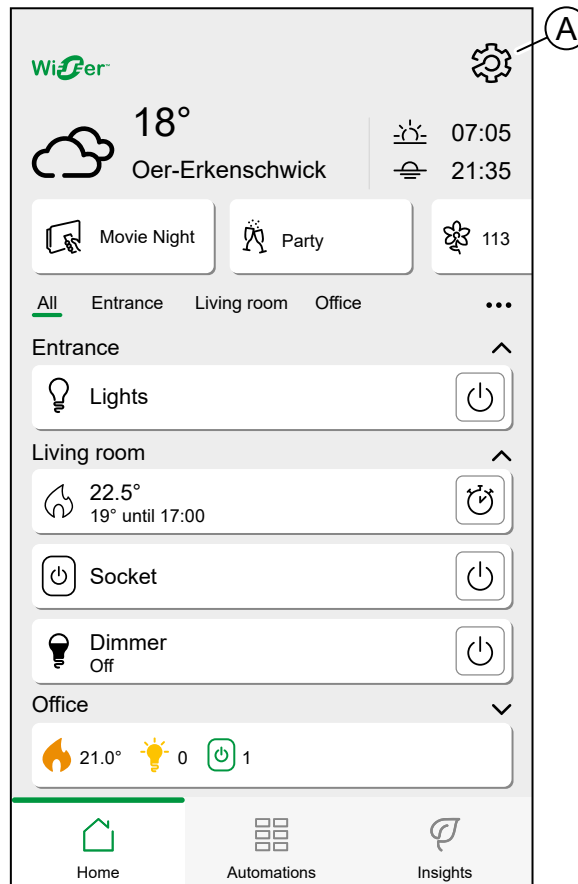 A
Wiser™
18°
07:05
Oer-Erkenschwick
21:35
Movie Night
Party
113
All Entrance Living room Office
Entrance
Lights
Living room
22.5°
19° until 17:00
Socket
Dimmer
Off
Office
21.0° 0 1
Home Automations Insights